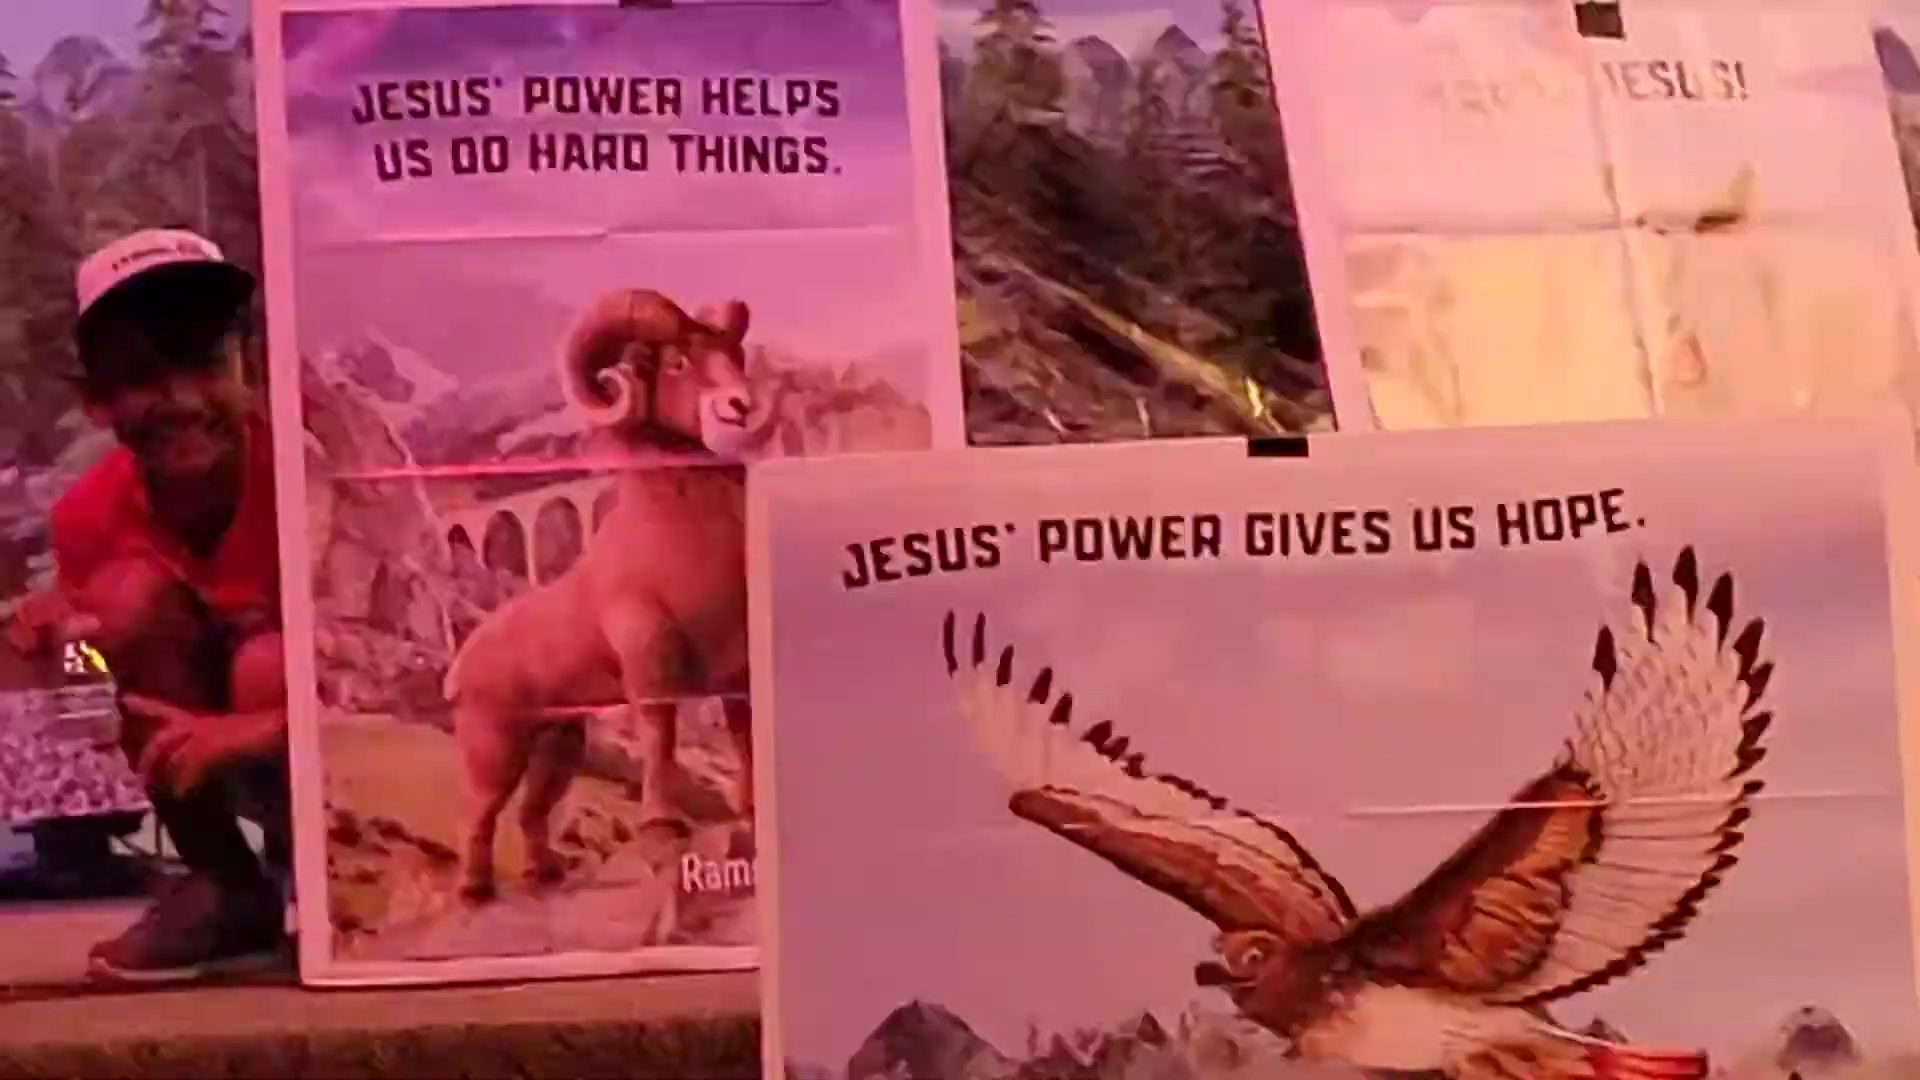 JESUS' POWER HELPS
US DO HARD THINGS.
JESUS!
JESUS' POWER GIVES US HOPE.
Ram